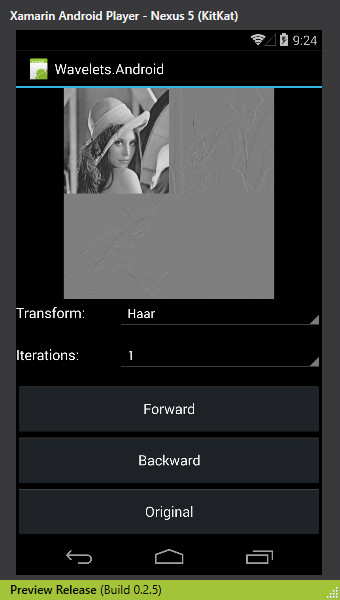 Xamarin Android Player - Nexus 5 (KitKat)
9:24
Wavelets.Android
Transform: Haar
Iterations: 1
Forward
Backward
Original
Preview Release (Build 0.2.5)